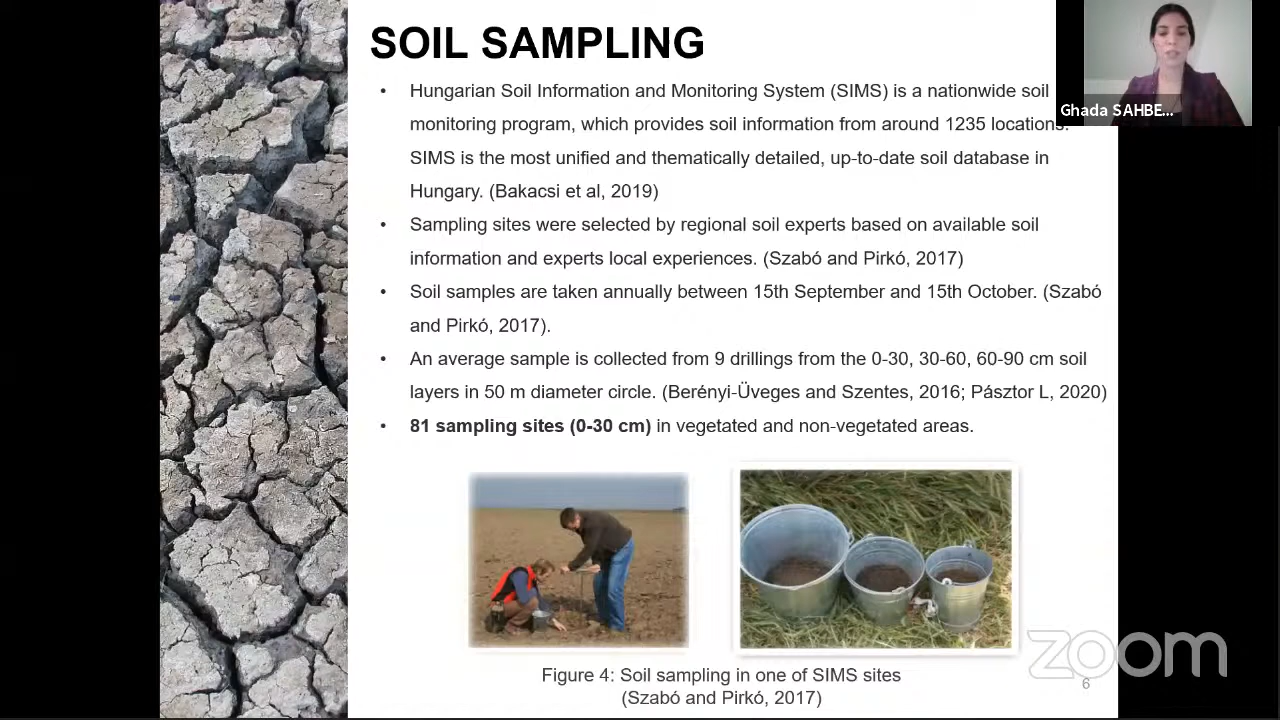 SOIL SAMPLING
• Hungarian Soil Information and Monitoring System (SIMS) is a nationwide soil
monitoring program, which provides soil information from around 1235 locations.
SIMS is the most unified and thematically detailed, up-to-date soil database in
Hungary. (Bakacsi et al, 2019)
• Sampling sites were selected by regional soil experts based on available soil
information and experts local experiences. (Szabó and Pirkó, 2017)
• Soil samples are taken annually between 15th September and 15th October. (Szabó
and Pirkó, 2017).
• An average sample is collected from 9 drillings from the 0-30, 30-60, 60-90 cm soil
layers in 50 m diameter circle. (Berényi-Üveges and Szentes, 2016; Pásztor L, 2020)
• 81 sampling sites (0-30 cm) in vegetated and non-vegetated areas.
Figure 4: Soil sampling in one of SIMS sites
(Szabó and Pirkó, 2017)
6
Ghada SAHBE...
zoom